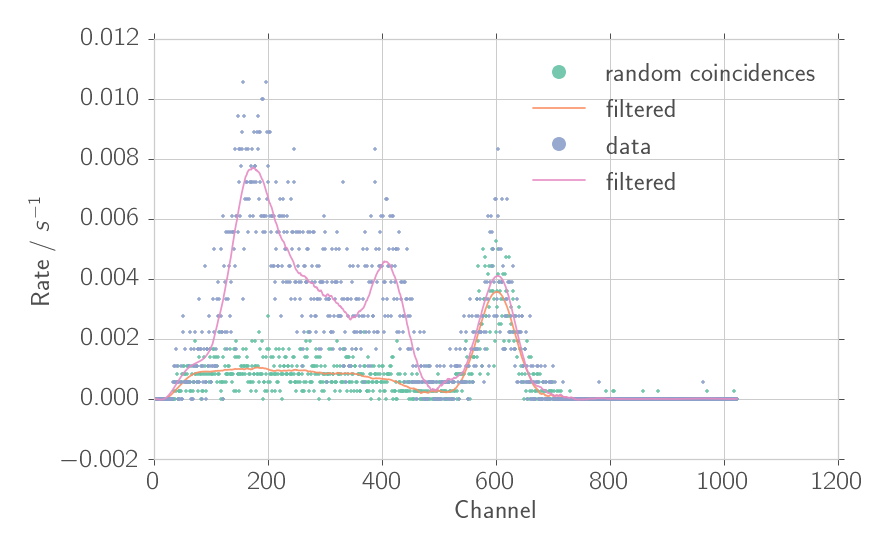 0.012
0.010
0.008
0.006
0.004
0.002
0.000
−0.002
Rate / s⁻¹
random coincidences
filtered
data
filtered
0 200 400 600 800 1000 1200
Channel